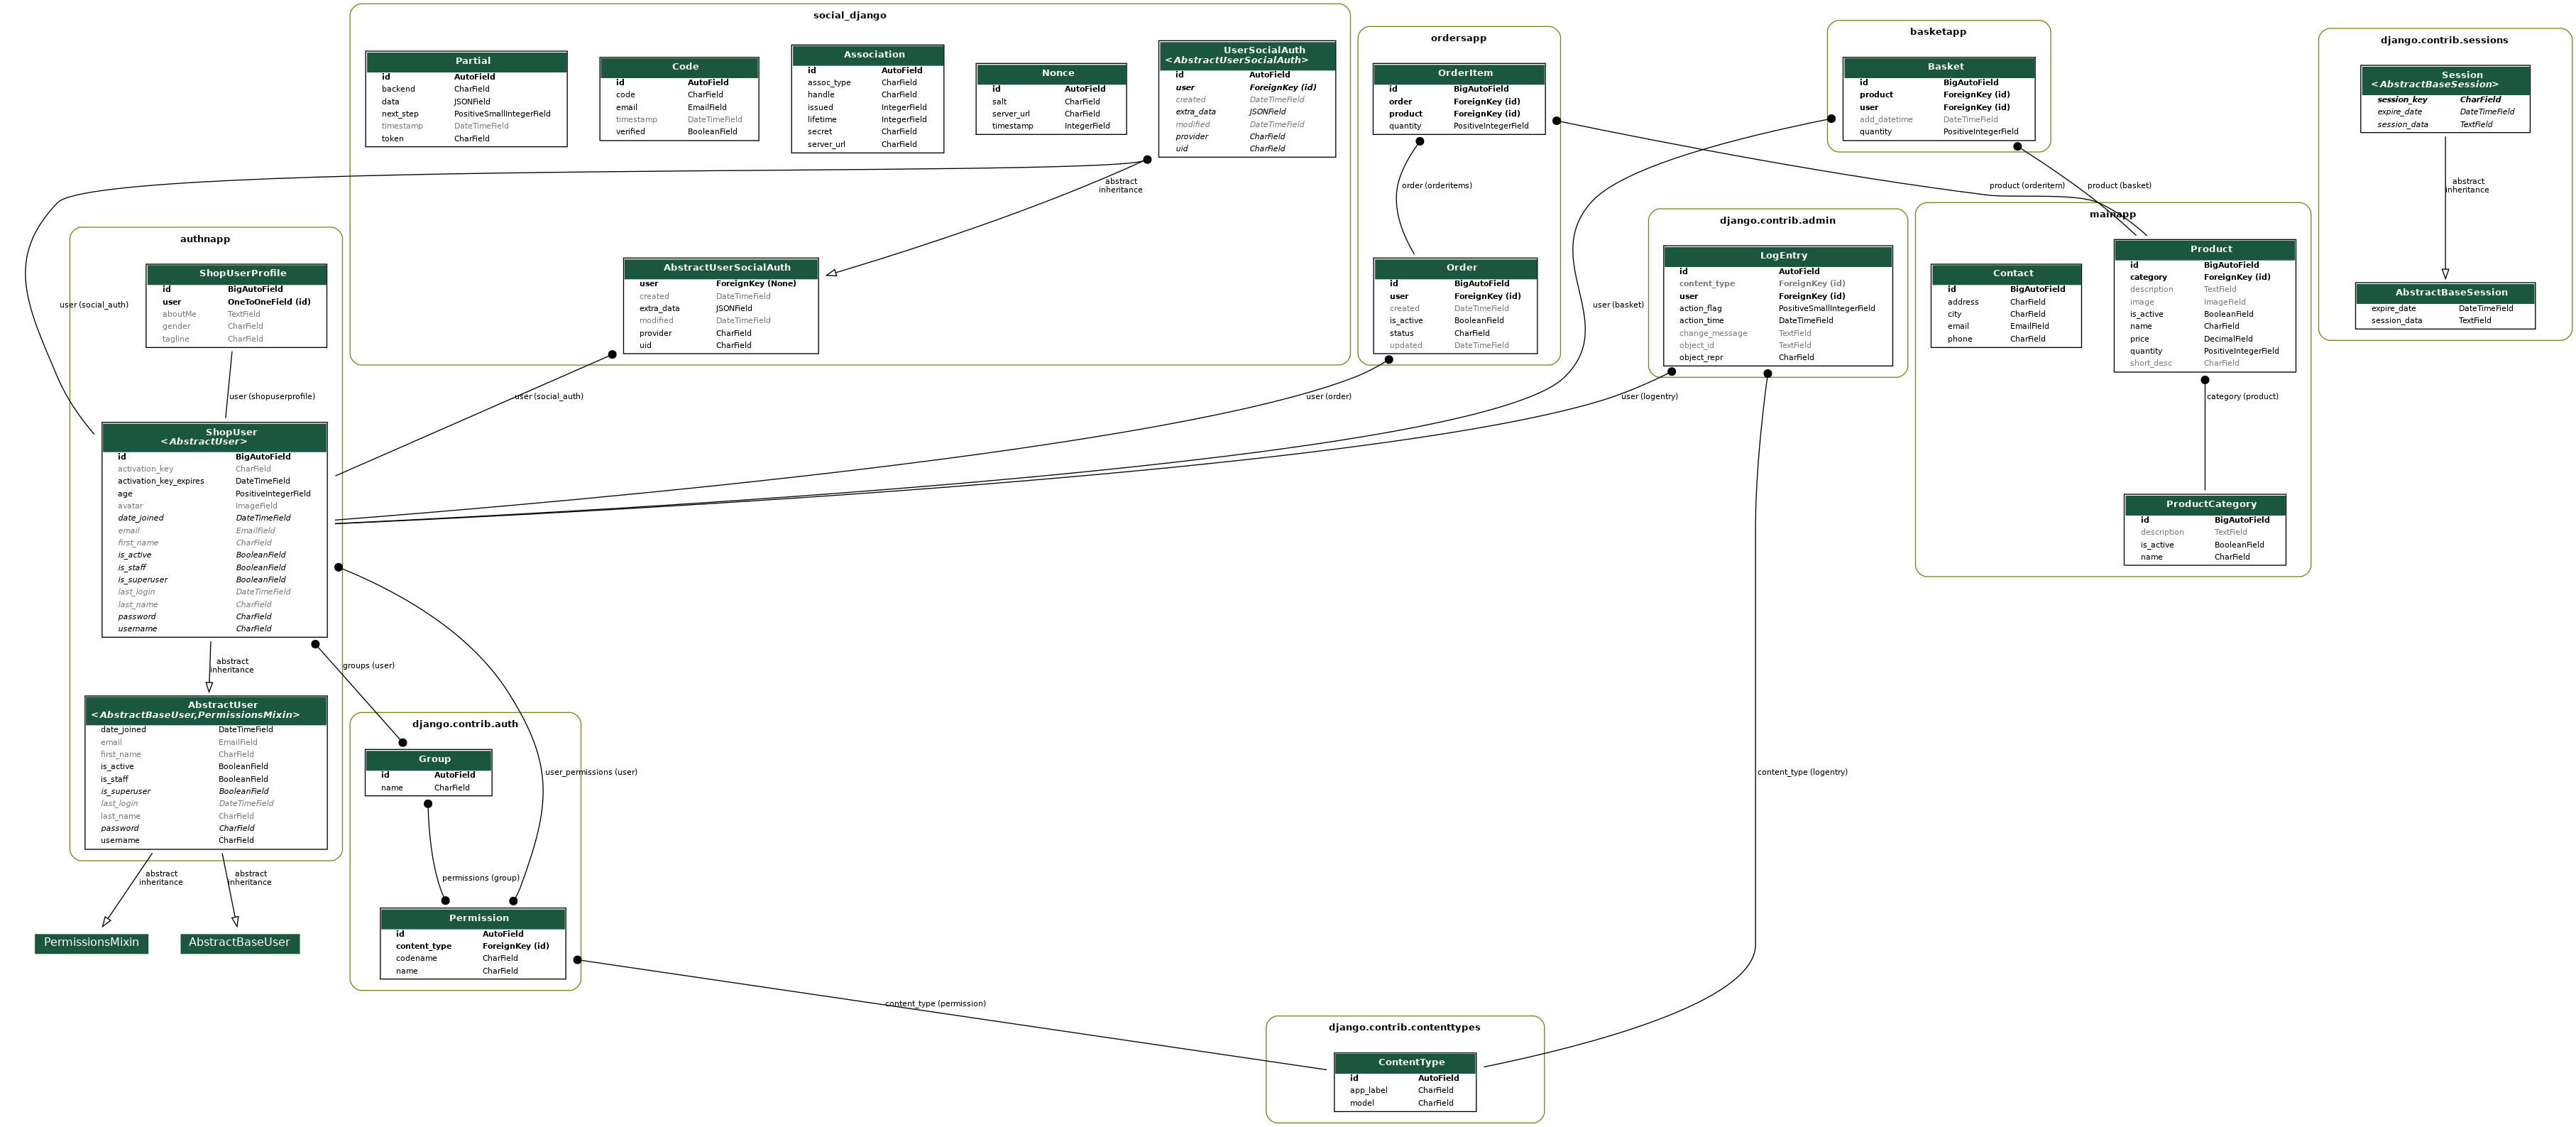 social_django
Partial
id AutoField
backend CharField
data JSONField
next_step PositiveSmallIntegerField
timestamp DateTimeField
token CharField
Code
id AutoField
code CharField
email EmailField
timestamp DateTimeField
verified BooleanField
Association
id AutoField
assoc_type CharField
handle CharField
issued IntegerField
lifetime IntegerField
secret CharField
server_url CharField
Nonce
id AutoField
salt CharField
server_url CharField
timestamp IntegerField
UserSocialAuth
<AbstractUserSocialAuth>
id AutoField
user ForeignKey (id)
created DateTimeField
extra_data JSONField
modified DateTimeField
provider CharField
uid CharField
abstract
inheritance
AbstractUserSocialAuth
user ForeignKey (None)
created DateTimeField
extra_data JSONField
modified DateTimeField
provider CharField
uid CharField
ordersapp
OrderItem
id BigAutoField
order ForeignKey (id)
product ForeignKey (id)
quantity PositiveIntegerField
order (orderitems)
Order
id BigAutoField
user ForeignKey (id)
created DateTimeField
is_active BooleanField
status CharField
updated DateTimeField
basketapp
Basket
id BigAutoField
product ForeignKey (id)
user ForeignKey (id)
add_datetime DateTimeField
quantity PositiveIntegerField
product (orderitem)
product (basket)
django.contrib.sessions
Session
<AbstractBaseSession>
session_key CharField
expire_date DateTimeField
session_data TextField
abstract
inheritance
AbstractBaseSession
expire_date DateTimeField
session_data TextField
django.contrib.admin
LogEntry
id AutoField
content_type ForeignKey (id)
user ForeignKey (id)
action_flag PositiveSmallIntegerField
action_time DateTimeField
change_message TextField
object_id TextField
object_repr CharField
mainapp
Contact
id BigAutoField
address CharField
city CharField
email EmailField
phone CharField
Product
id BigAutoField
category ForeignKey (id)
description TextField
image ImageField
is_active BooleanField
name CharField
price DecimalField
quantity PositiveIntegerField
short_desc CharField
category (product)
ProductCategory
id BigAutoField
description TextField
is_active BooleanField
name CharField
authnapp
ShopUserProfile
id BigAutoField
user OneToOneField (id)
aboutMe TextField
gender CharField
tagline CharField
user (social_auth)
user (shopuserprofile)
user (social_auth)
user (order)
user (basket)
user (logentry)
ShopUser
<AbstractUser>
id BigAutoField
activation_key CharField
activation_key_expires DateTimeField
age PositiveIntegerField
avatar ImageField
date_joined DateTimeField
email EmailField
first_name CharField
is_active BooleanField
is_staff BooleanField
is_superuser BooleanField
last_login DateTimeField
last_name CharField
password CharField
username CharField
abstract
inheritance
groups (user)
AbstractUser
<AbstractBaseUser,PermissionsMixin>
date_joined DateTimeField
email EmailField
first_name CharField
is_active BooleanField
is_staff BooleanField
is_superuser BooleanField
last_login DateTimeField
last_name CharField
password CharField
username CharField
abstract
inheritance
abstract
inheritance
PermissionsMixin
AbstractBaseUser
django.contrib.auth
Group
id AutoField
name CharField
user_permissions (user)
permissions (group)
Permission
id AutoField
content_type ForeignKey (id)
codename CharField
name CharField
content_type (logentry)
content_type (permission)
django.contrib.contenttypes
ContentType
id AutoField
app_label CharField
model CharField